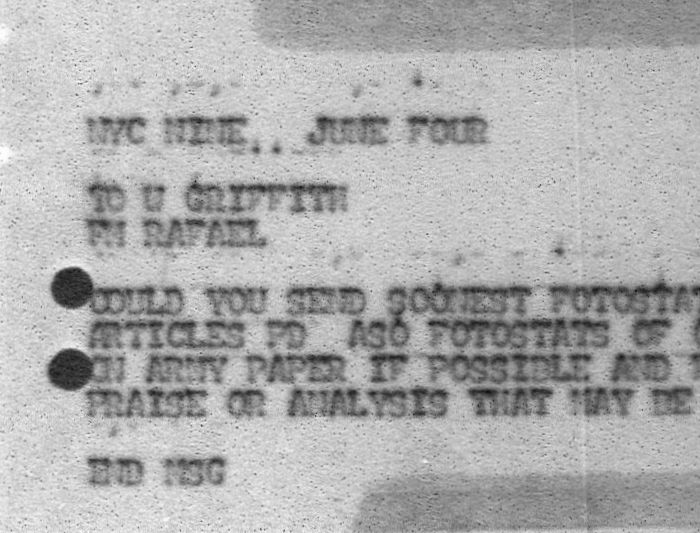 NYC NINE... JUNE FOUR
TO W GRIFFITH
FM RAFAEL
COULD YOU SEND SOONEST FOTOSTA
ARTICLES PD ASO FOTOSTATS OF
IN ARMY PAPER IF POSSIBLE AND
PRAISE OR ANALYSIS THAT MAY BE
END MSG